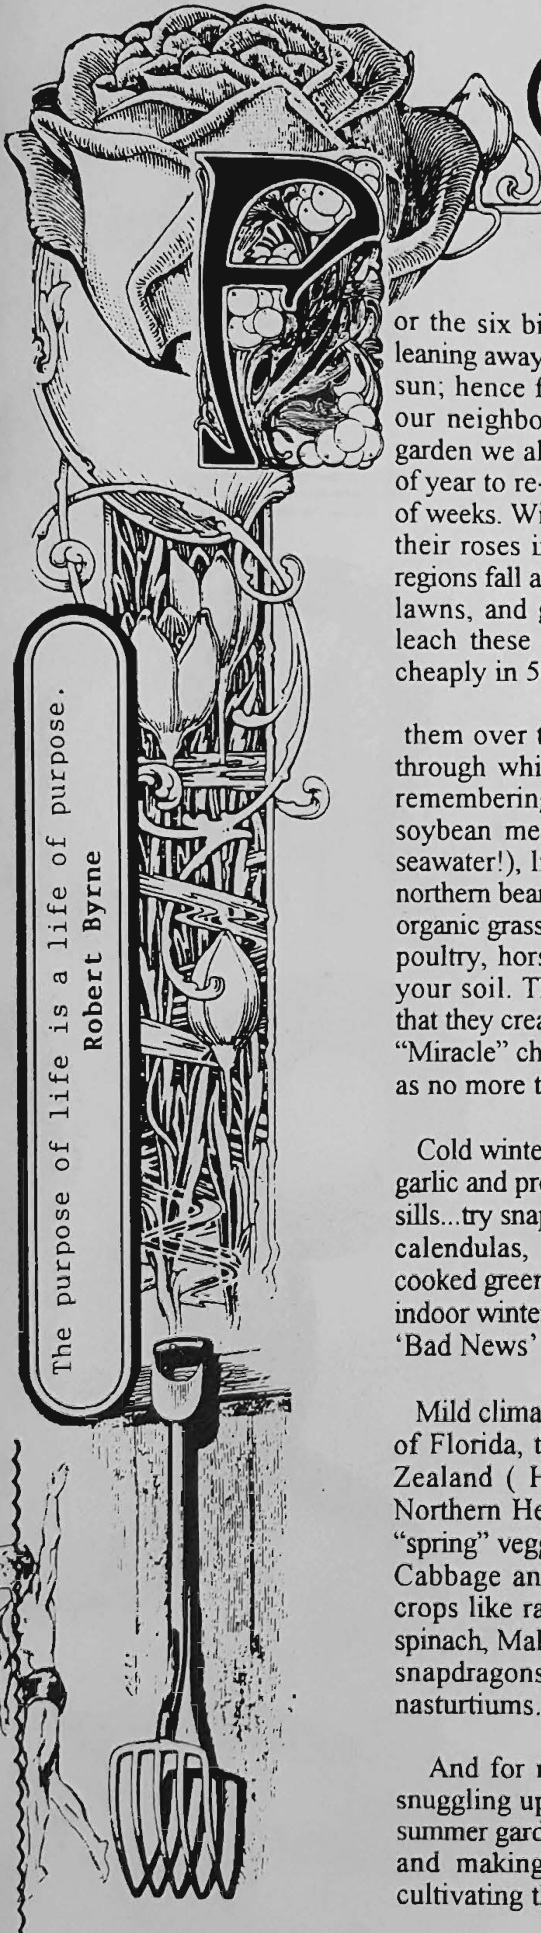 The purpose of life is a life of purpose.
Robert Byrne
F
or the six bi
leaning away
sun; hence f
our neighbo
garden we al
of year to re-
of weeks. Wi
their roses i
regions fall a
lawns, and g
leach these
cheaply in 5
them over t
through whi
remembering
soybean me
seawater!), li
northern bear
organic grass
poultry, hors
your soil. Th
that they crea
“Miracle” ch
as no more t
Cold winte
garlic and pro
sills...try snap
calendulas,
cooked green
indoor winter
‘Bad News’
Mild clima
of Florida, t
Zealand ( H
Northern He
“spring” vegg
Cabbage an
crops like ra
spinach, Mal
snapdragons
nasturtiums.
And for m
snuggling up
summer gard
and making
cultivating th